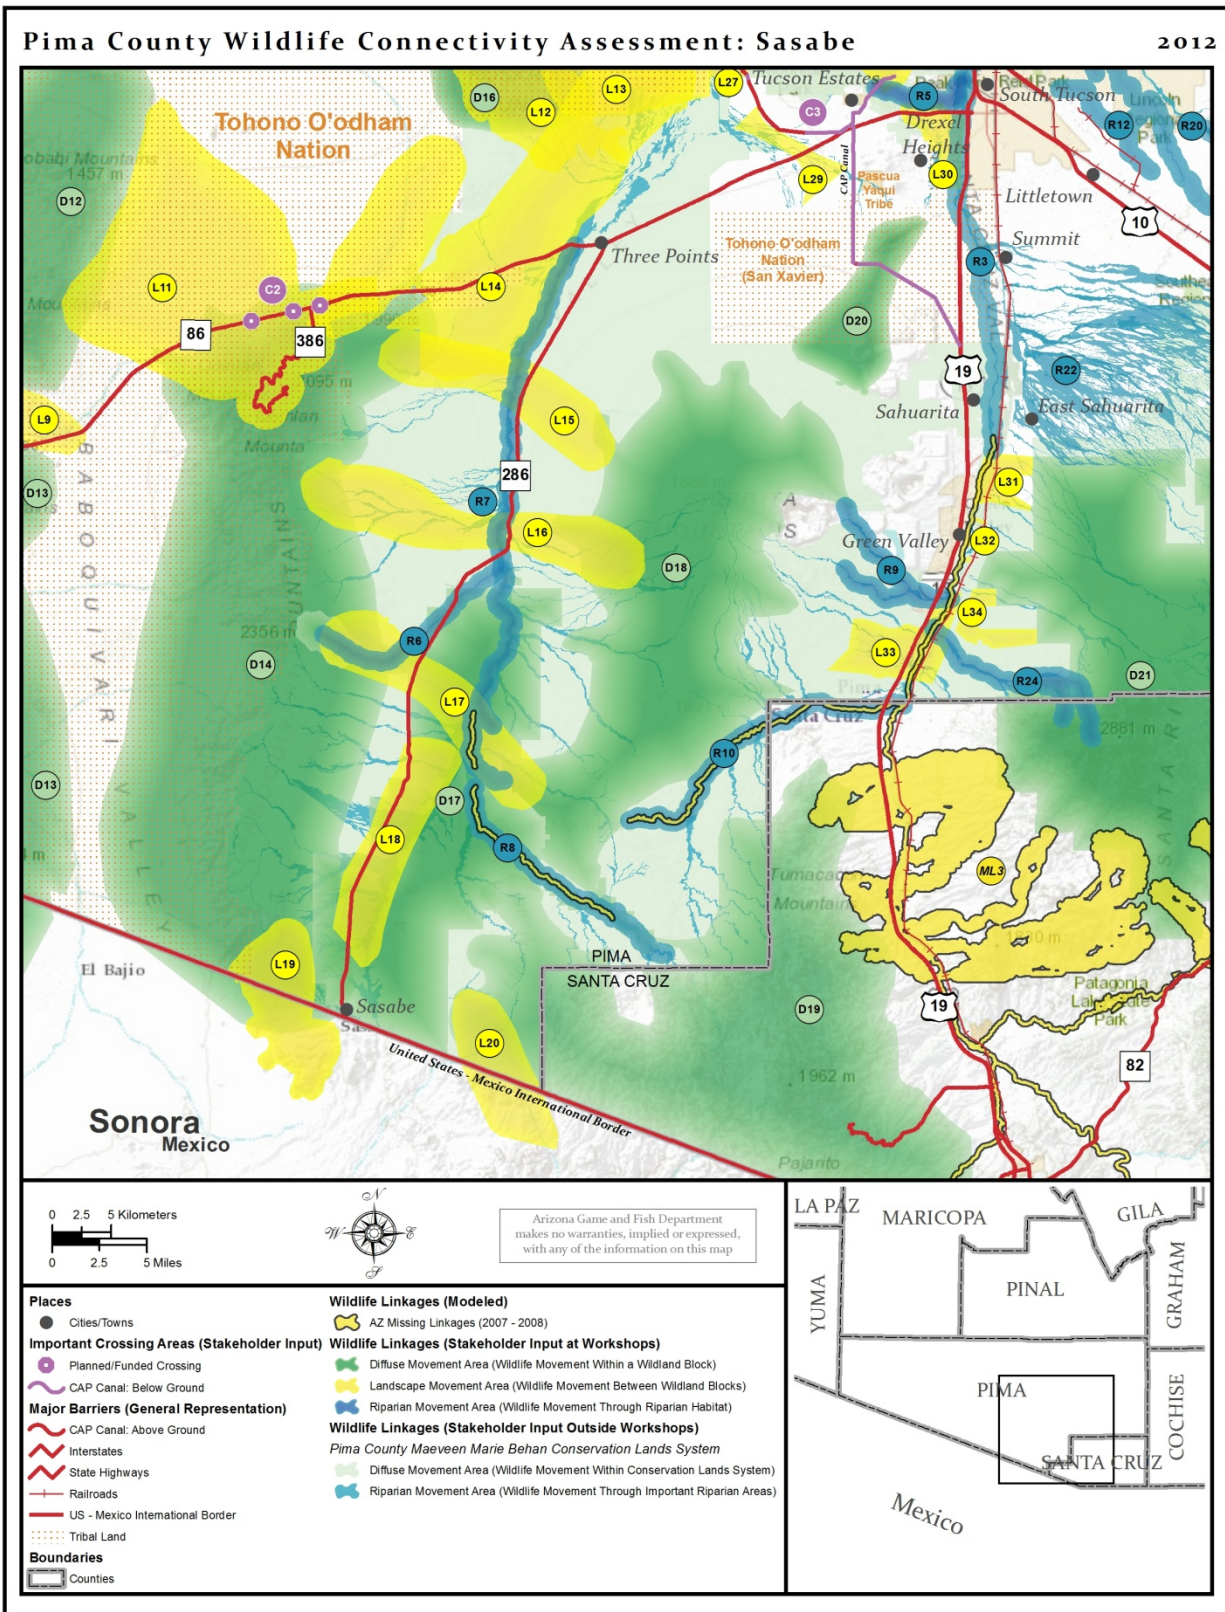 Pima County Wildlife Connectivity Assessment: Sasabe
2012
L27
Tucson Estates
L13
D16
L12
R5
South Tucson
C3
Drexel
Heights
Lincoln
Regional
Park
R12
R20
Tohono O'odham
Nation
1457 m
D12
L29
CAP Canal
Pascua
Yaqui
Tribe
L30
Littletown
10
Three Points
Tohono O'odham
Nation
(San Xavier)
R3
Summit
L11
C2
L14
86
386
D20
19
R22
Sahuarita
East Sahuarita
L9
L15
BABOQUIVARI VALLEY
MOUNTAINS
286
D13
R7
L31
L16
Green Valley
L32
D18
R9
2356 m
R6
L34
D14
L33
D21
R24
L17
Santa Cruz
2881 m
R10
D13
D17
L18
R8
ML3
Tumacacori
Mountains
El Bajio
L19
PIMA
SANTA CRUZ
Sasabe
D19
19
Patagonia
Lake State
Park
L20
82
1962 m
United States - Mexico International Border
Sonora
Mexico
Pajarito
0 2.5 5 Kilometers
0 2.5 5 Miles
N
W
E
S
Arizona Game and Fish Department
makes no warranties, implied or expressed,
with any of the information on this map
Places
Cities/Towns
Important Crossing Areas (Stakeholder Input)
Planned/Funded Crossing
CAP Canal: Below Ground
Major Barriers (General Representation)
CAP Canal: Above Ground
Interstates
State Highways
Railroads
US - Mexico International Border
Tribal Land
Boundaries
Counties
Wildlife Linkages (Modeled)
AZ Missing Linkages (2007 - 2008)
Wildlife Linkages (Stakeholder Input at Workshops)
Diffuse Movement Area (Wildlife Movement Within a Wildland Block)
Landscape Movement Area (Wildlife Movement Between Wildland Blocks)
Riparian Movement Area (Wildlife Movement Through Riparian Habitat)
Wildlife Linkages (Stakeholder Input Outside Workshops)
Pima County Maeveen Marie Behan Conservation Lands System
Diffuse Movement Area (Wildlife Movement Within Conservation Lands System)
Riparian Movement Area (Wildlife Movement Through Important Riparian Areas)
LA PAZ
MARICOPA
GILA
YUMA
PINAL
GRAHAM
PIMA
COCHISE
SANTA CRUZ
Mexico